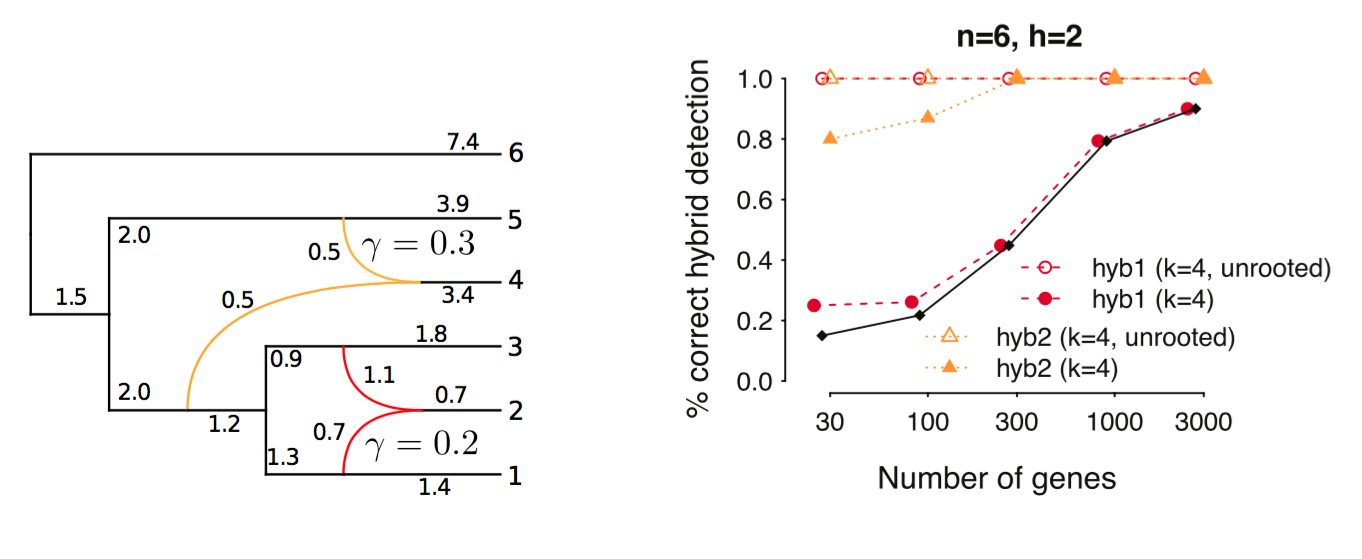 7.4
6
3.9
5
2.0
0.5
γ = 0.3
4
0.5
3.4
1.5
1.8
3
0.9
1.1
2.0
0.7
2
1.2
0.7
γ = 0.2
1.3
1
1.4
n=6, h=2
% correct hybrid detection
1.0
0.8
0.6
0.4
0.2
0.0
hyb1 (k=4, unrooted)
hyb1 (k=4)
hyb2 (k=4, unrooted)
hyb2 (k=4)
30 100 300 1000 3000
Number of genes